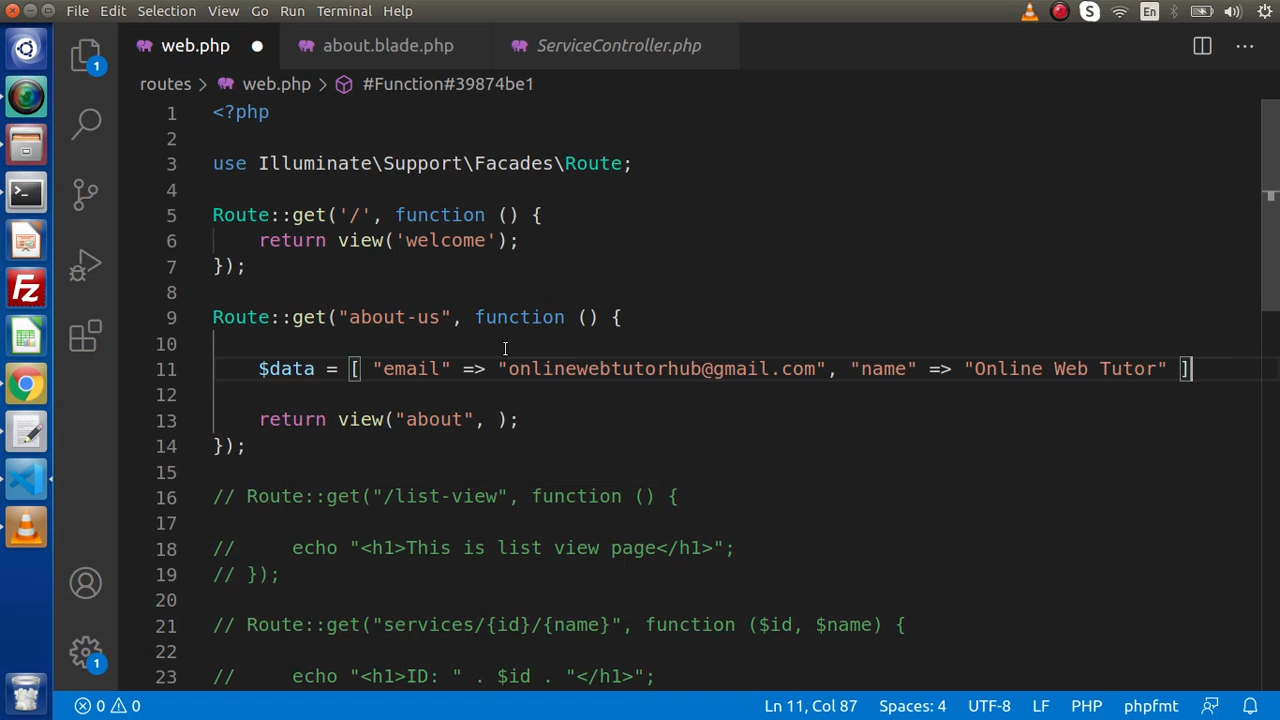 File Edit Selection View Go Run Terminal Help
S En
web.php about.blade.php ServiceController.php
routes > web.php > #Function#39874be1
1 <?php
2
3 use Illuminate\Support\Facades\Route;
4
5 Route::get('/', function () {
6 return view('welcome');
7 });
8
9 Route::get("about-us", function () {
10
11 $data = [ "email" => "onlinewebtutorhub@gmail.com", "name" => "Online Web Tutor" ]
12
13 return view("about", );
14 });
15
16 // Route::get("/list-view", function () {
17
18 // echo "<h1>This is list view page</h1>";
19 // });
20
21 // Route::get("services/{id}/{name}", function ($id, $name) {
22
23 // echo "<h1>ID: " . $id . "</h1>";
1
Fz
1
0 0 Ln 11, Col 87 Spaces: 4 UTF-8 LF PHP phpfmt